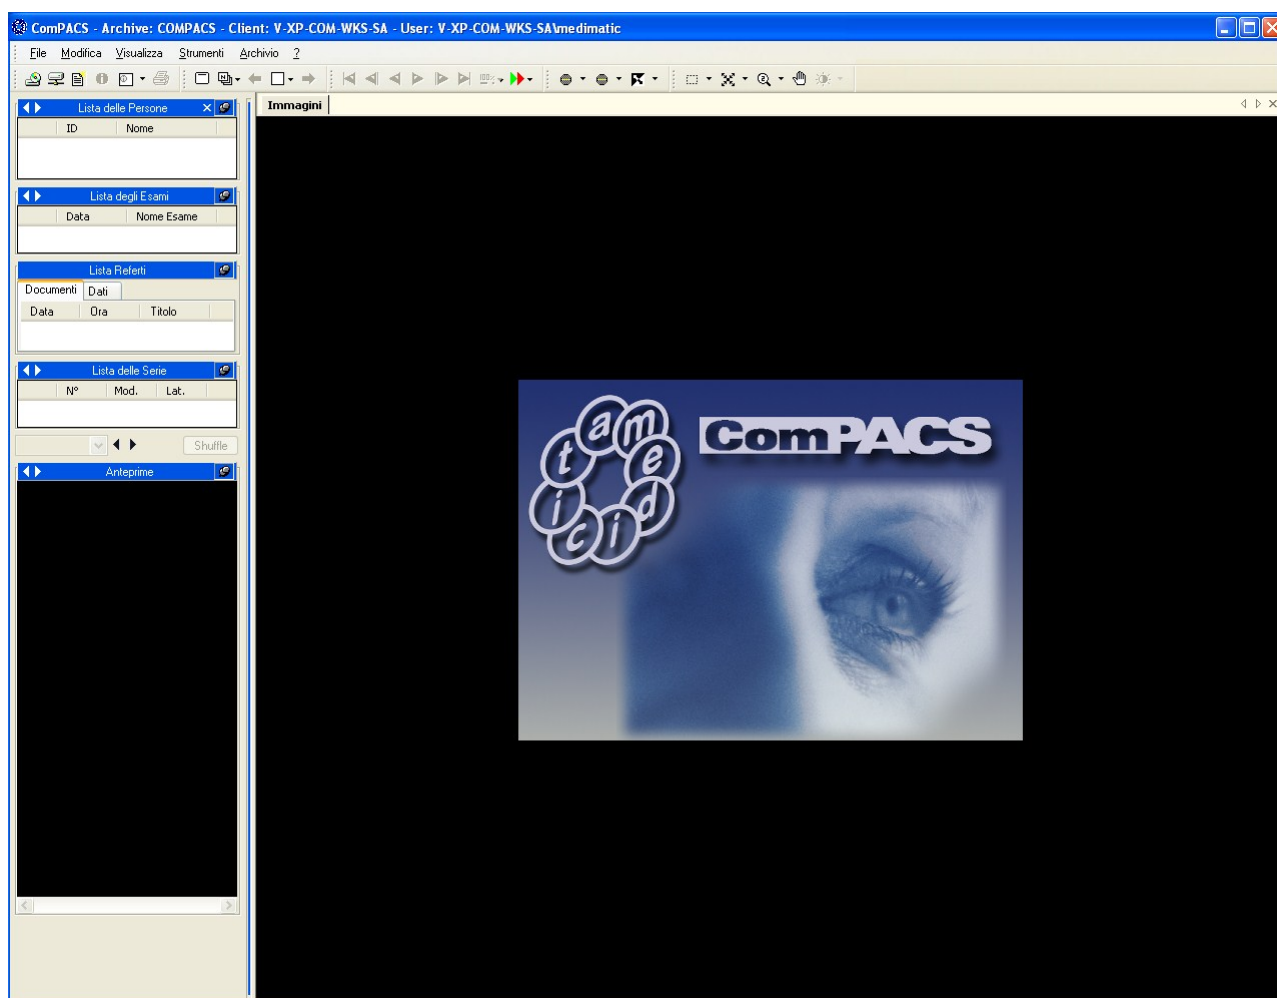 ComPACS - Archive: COMPACS - Client: V-XP-COM-WKS-SA - User: V-XP-COM-WKS-SA\medimatic
File Modifica Visualizza Strumenti Archivio ?
Lista delle Persone
ID Nome
Lista degli Esami
Data Nome Esame
Lista Referti
Documenti Dati
Data Ora Titolo
Lista delle Serie
N° Mod. Lat.
Shuffle
Anteprime
Immagini
medicita
ComPACS